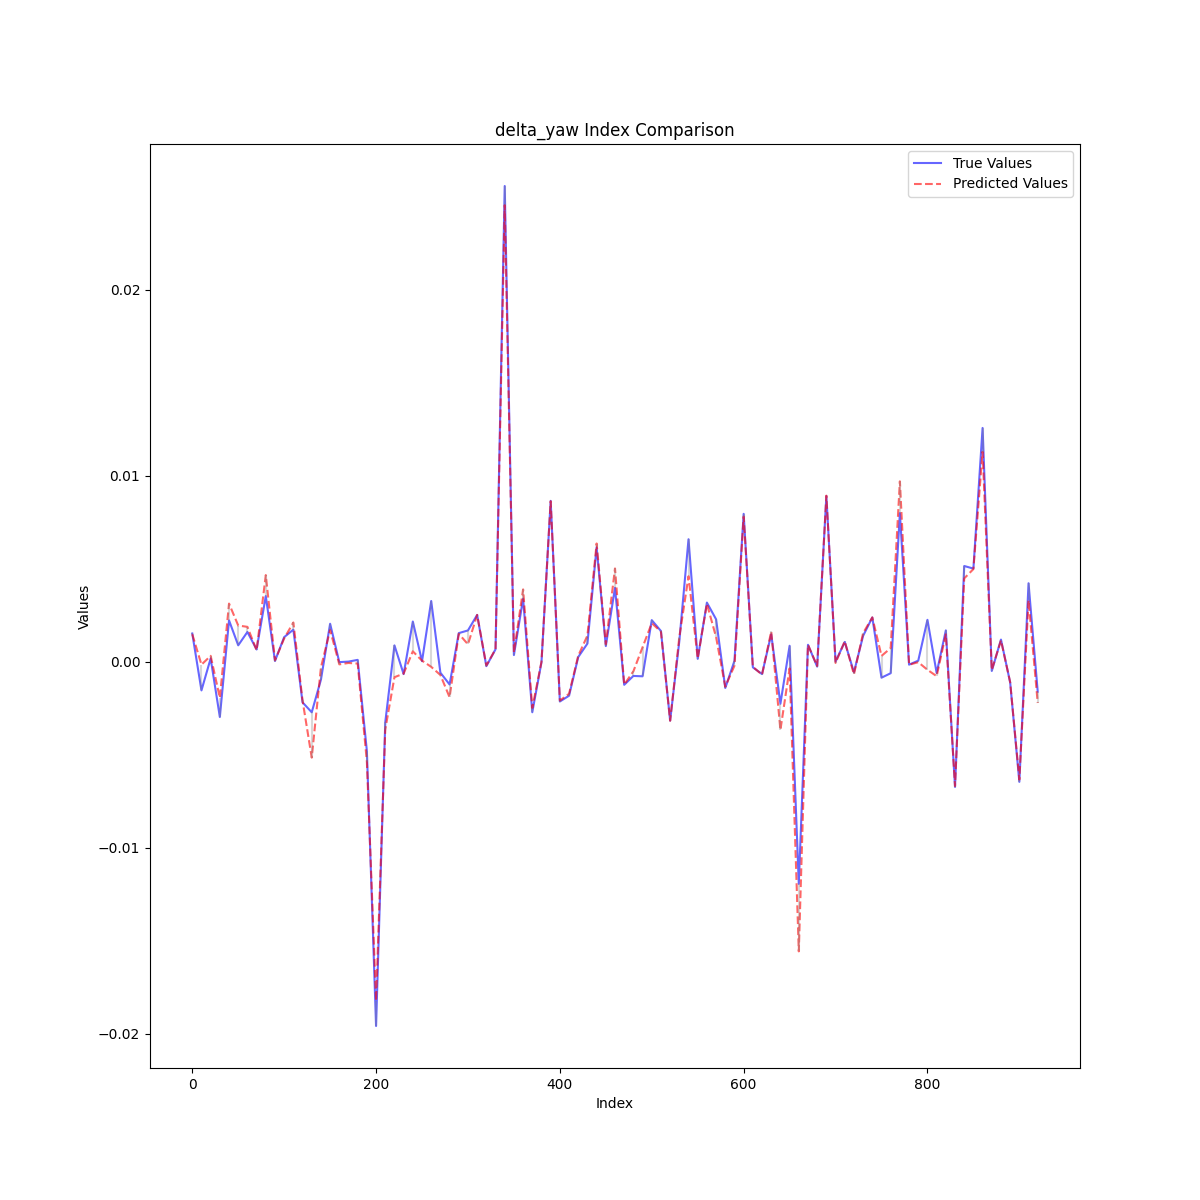 delta_yaw Index Comparison
True Values
Predicted Values
0.02
0.01
0.00
−0.01
−0.02
Values
0
200
400
600
800
Index